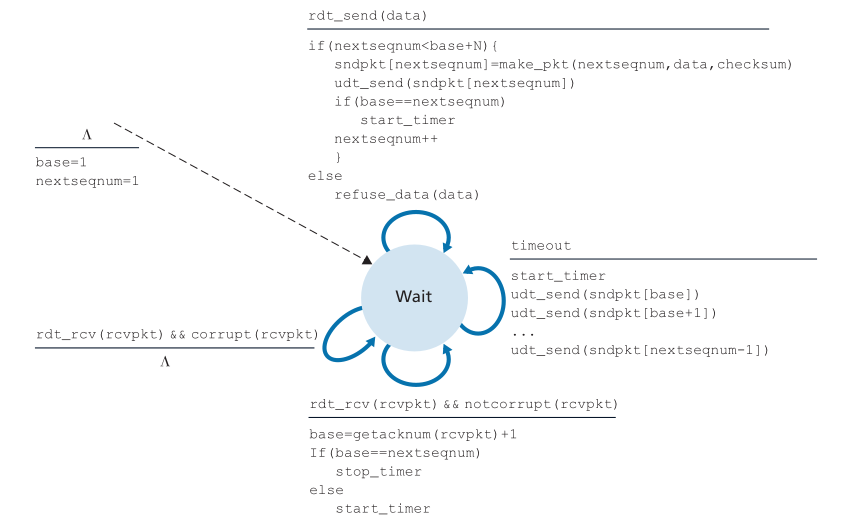 rdt_send(data)
if(nextseqnum<base+N){
sndpkt[nextseqnum]=make_pkt(nextseqnum,data,checksum)
udt_send(sndpkt[nextseqnum])
if(base==nextseqnum)
start_timer
nextseqnum++
}
else
refuse_data(data)
Λ
base=1
nextseqnum=1
timeout
start_timer
udt_send(sndpkt[base])
udt_send(sndpkt[base+1])
...
udt_send(sndpkt[nextseqnum-1])
Wait
rdt_rcv(rcvpkt) && corrupt(rcvpkt)
Λ
rdt_rcv(rcvpkt) && notcorrupt(rcvpkt)
base=getacknum(rcvpkt)+1
If(base==nextseqnum)
stop_timer
else
start_timer